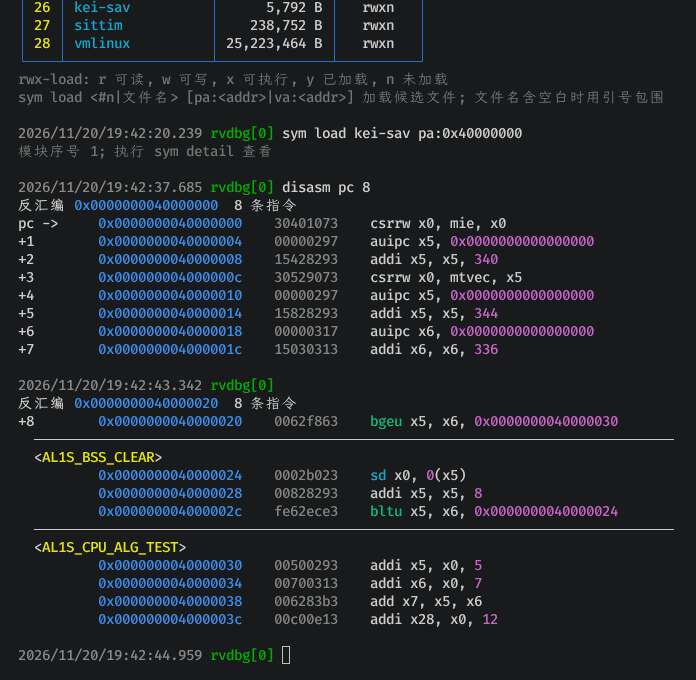 26 kei-sav 5,792 B rwxn
27 sittim 238,752 B rwxn
28 vmlinux 25,223,464 B rwxn
rwx-load: r 可读, w 可写, x 可执行, y 已加载, n 未加载
sym load <#n|文件名> [pa:<addr>|va:<addr>] 加载候选文件; 文件名含空白时用引号包围
2026/11/20/19:42:20.239 rvdbg[0] sym load kei-sav pa:0x40000000
模块序号 1; 执行 sym detail 查看
2026/11/20/19:42:37.685 rvdbg[0] disasm pc 8
反汇编 0x0000000040000000 8 条指令
pc -> 0x0000000040000000 30401073 csrrw x0, mie, x0
+1 0x0000000040000004 00000297 auipc x5, 0x0000000000000000
+2 0x0000000040000008 15428293 addi x5, x5, 340
+3 0x000000004000000c 30529073 csrrw x0, mtvec, x5
+4 0x0000000040000010 00000297 auipc x5, 0x0000000000000000
+5 0x0000000040000014 15828293 addi x5, x5, 344
+6 0x0000000040000018 00000317 auipc x6, 0x0000000000000000
+7 0x000000004000001c 15030313 addi x6, x6, 336
2026/11/20/19:42:43.342 rvdbg[0]
反汇编 0x0000000040000020 8 条指令
+8 0x0000000040000020 0062f863 bgeu x5, x6, 0x0000000040000030
<AL1S_BSS_CLEAR>
0x0000000040000024 0002b023 sd x0, 0(x5)
0x0000000040000028 00828293 addi x5, x5, 8
0x000000004000002c fe62ece3 bltu x5, x6, 0x0000000040000024
<AL1S_CPU_ALG_TEST>
0x0000000040000030 00500293 addi x5, x0, 5
0x0000000040000034 00700313 addi x6, x0, 7
0x0000000040000038 006283b3 add x7, x5, x6
0x000000004000003c 00c00e13 addi x28, x0, 12
2026/11/20/19:42:44.959 rvdbg[0]